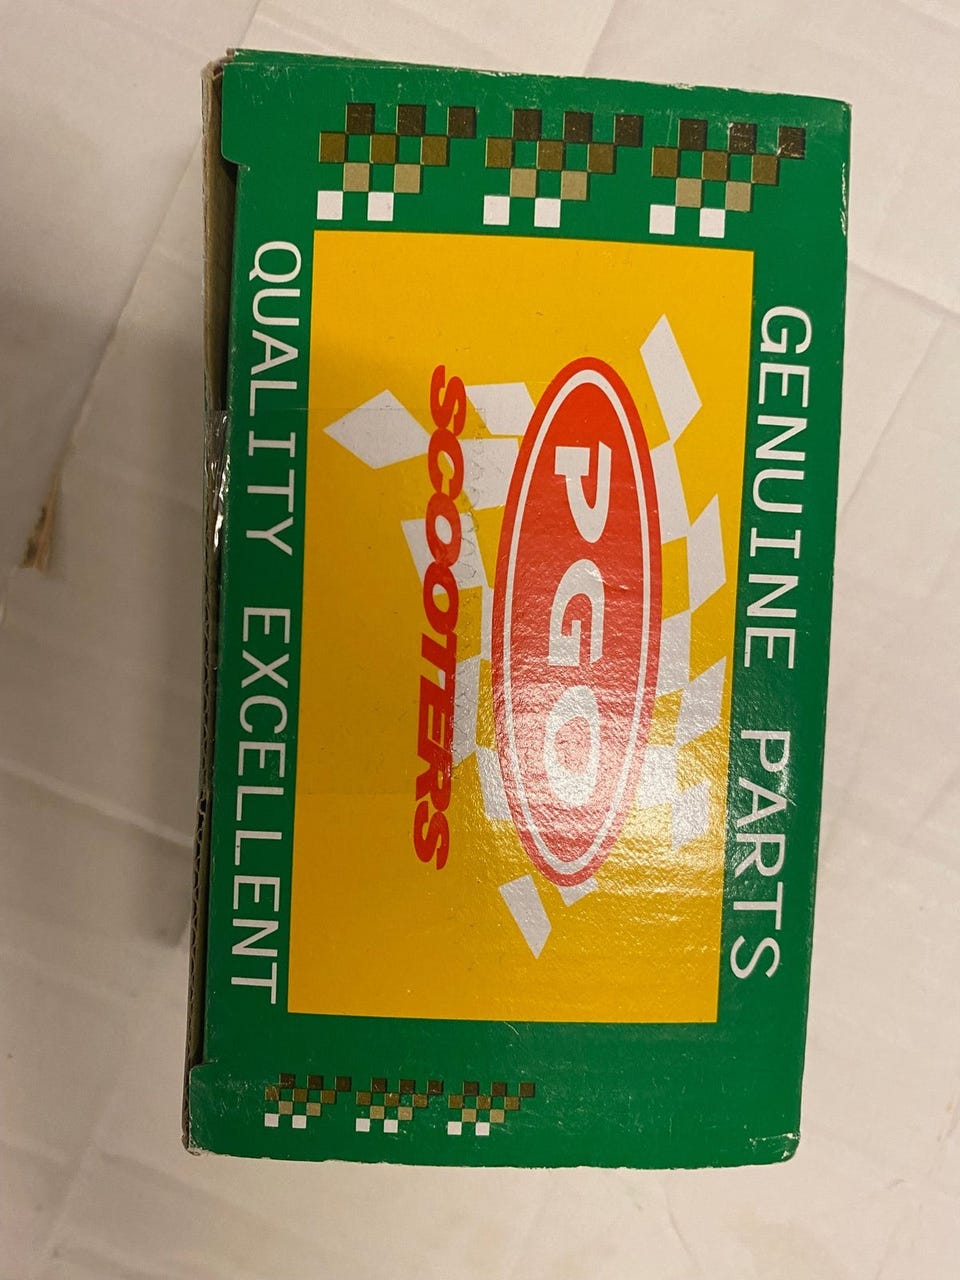 GENUINE PARTS
PGO
SCOOTERS
QUALITY EXCELLENT